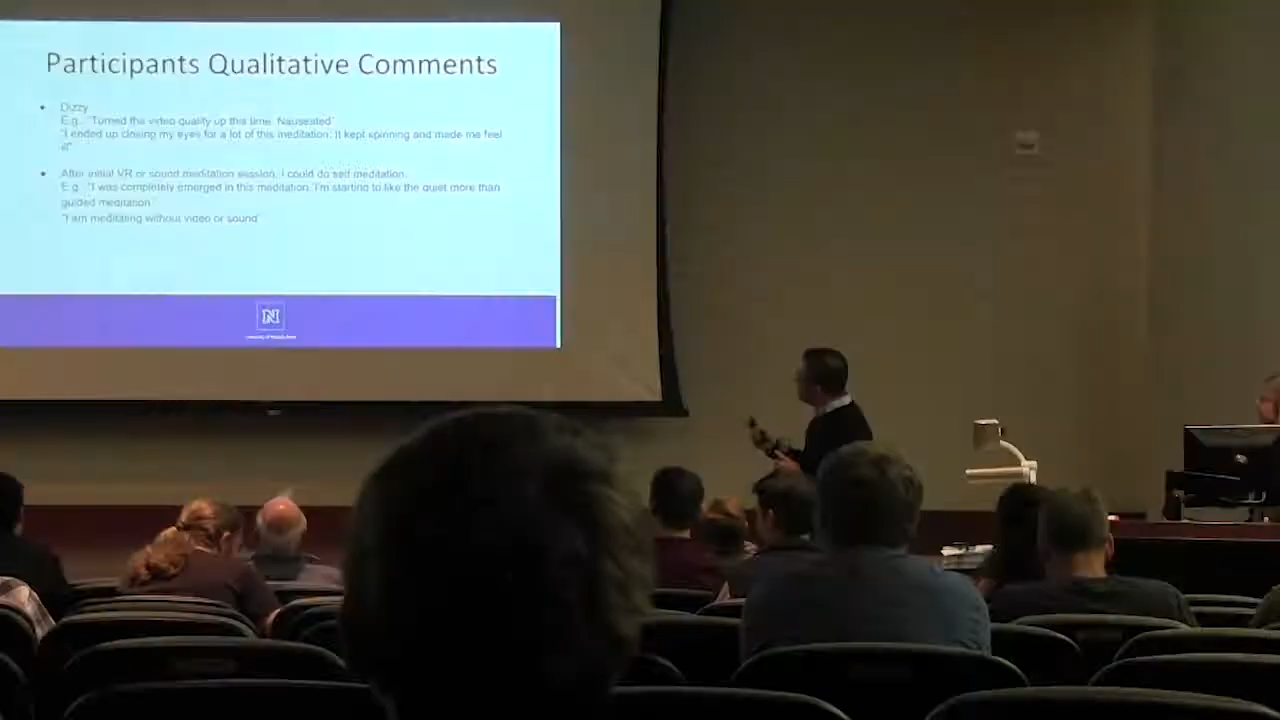 Participants Qualitative Comments
• Dizzy
E.g., "Turned the video quality up this time. Nauseated"
"I ended up closing my eyes for a lot of this meditation. It kept spinning and made me feel
ill".
• After initial VR or sound meditation session, I could do self meditation.
E.g., "I was completely emerged in this meditation. I'm starting to like the quiet more than
guided meditation."
"I am meditating without video or sound"
N